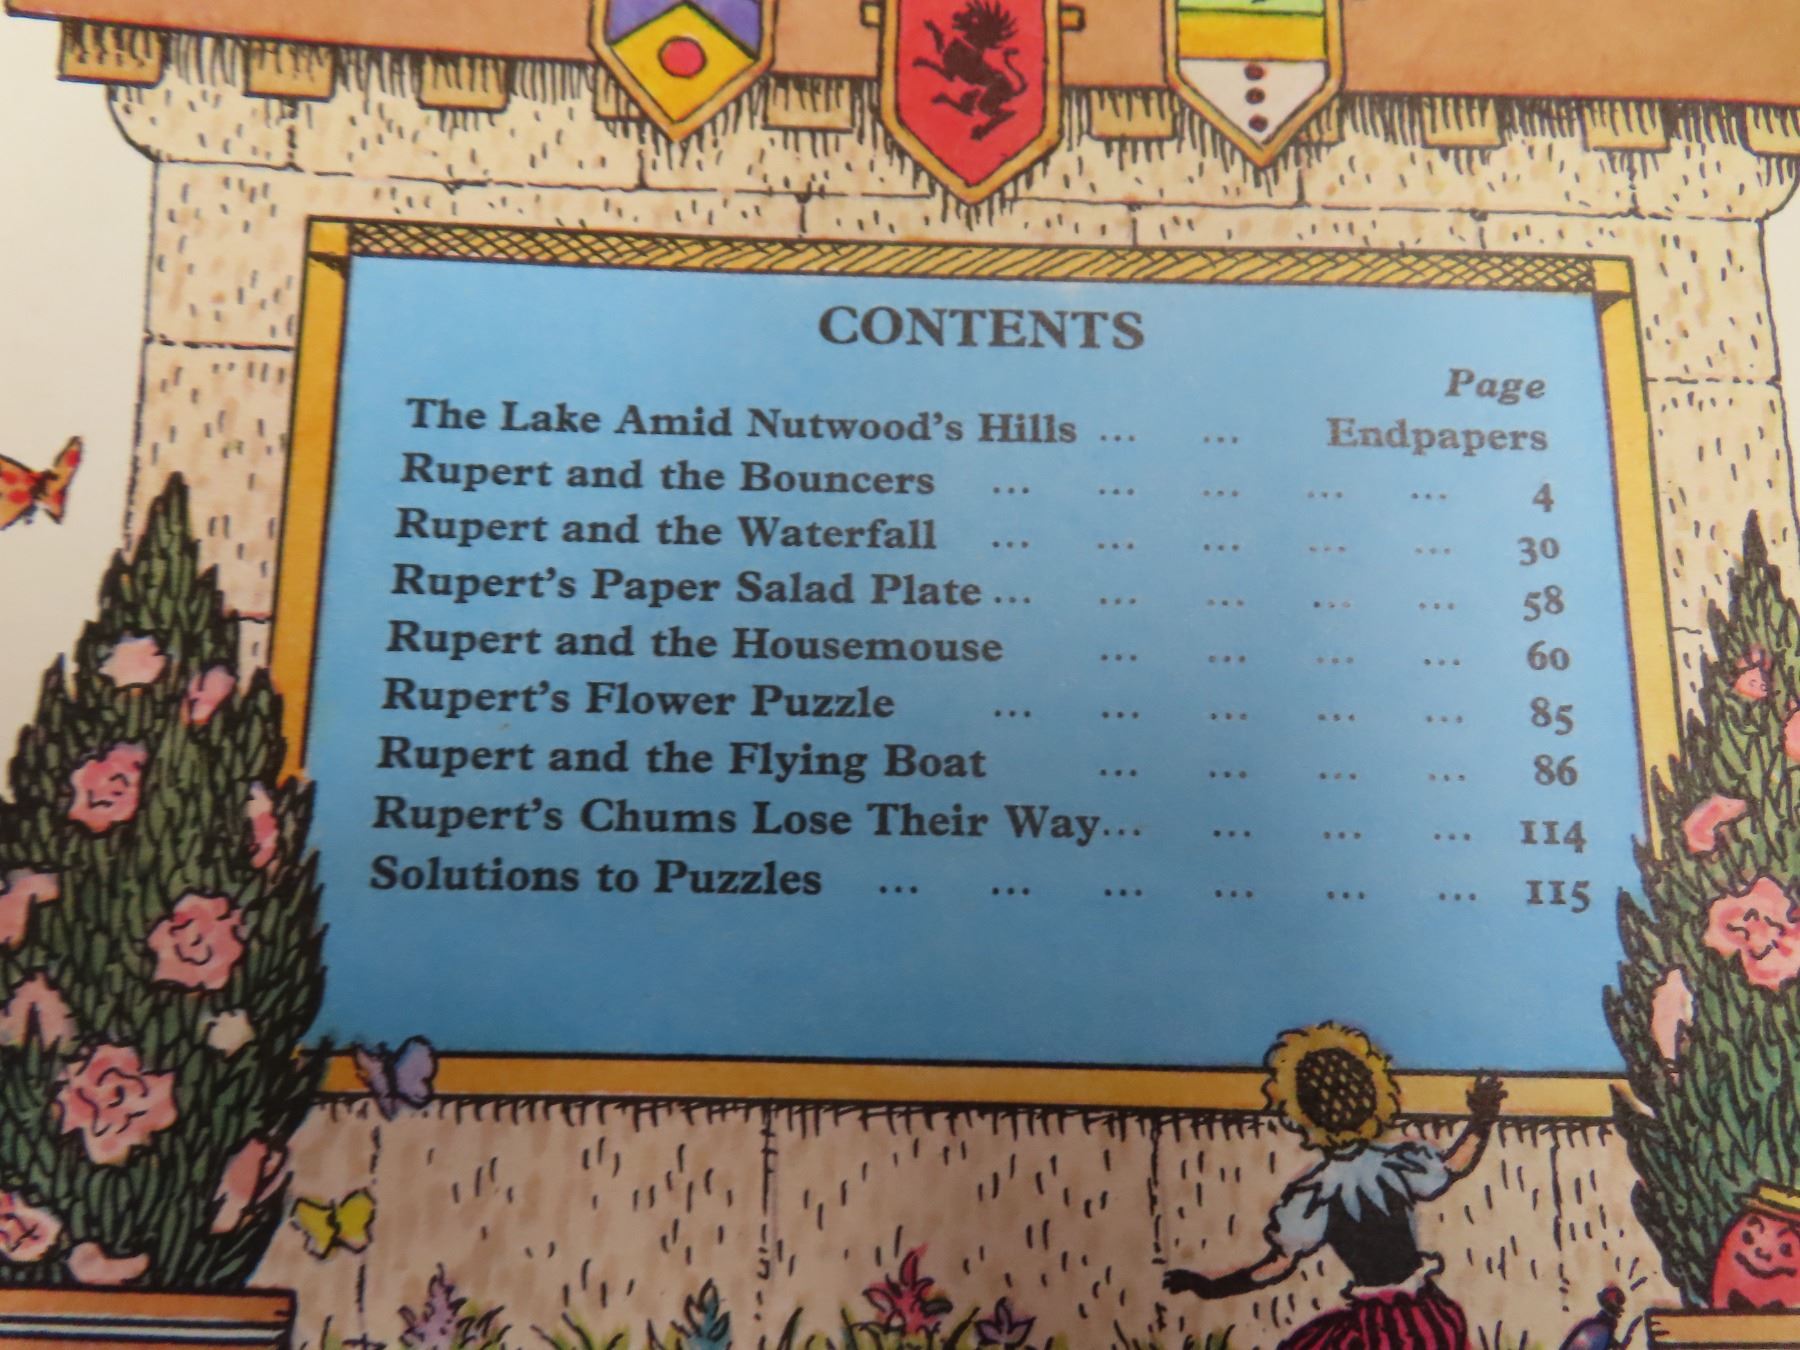 CONTENTS
Page
The Lake Amid Nutwood's Hills ... ... Endpapers
Rupert and the Bouncers ... ... ... ... ... 4
Rupert and the Waterfall ... ... ... ... ... 30
Rupert's Paper Salad Plate ... ... ... ... ... 58
Rupert and the Housemouse ... ... ... ... 60
Rupert's Flower Puzzle ... ... ... ... ... 85
Rupert and the Flying Boat ... ... ... ... 86
Rupert's Chums Lose Their Way... ... ... ... 114
Solutions to Puzzles ... ... ... ... ... ... 115